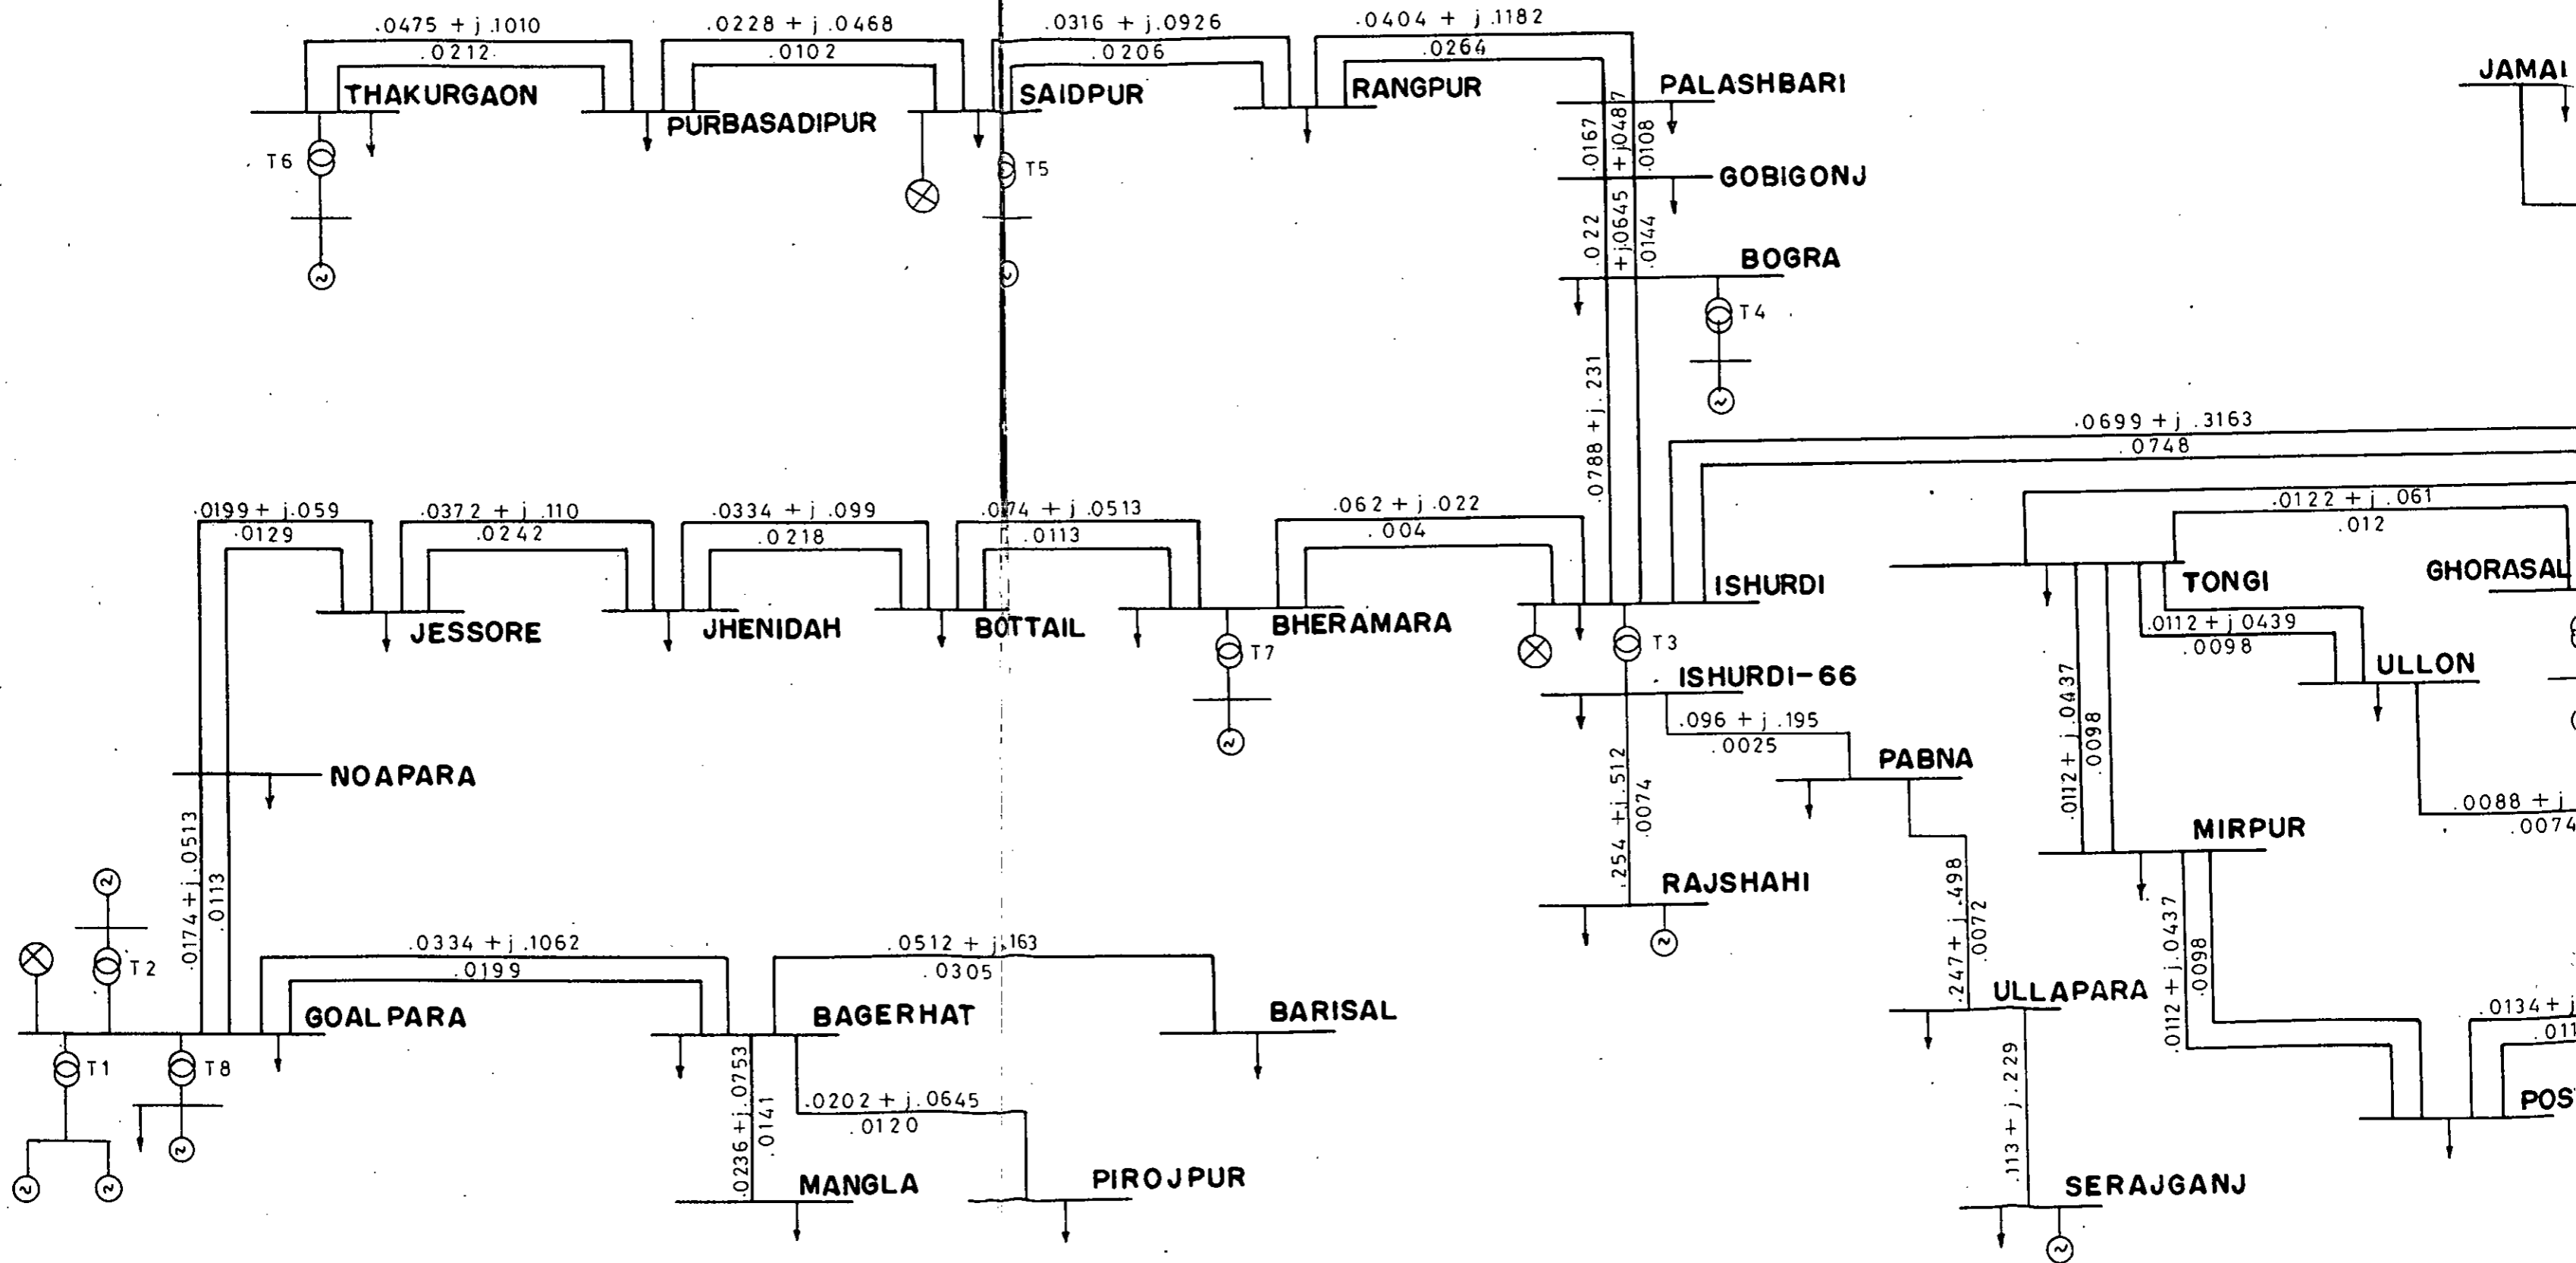 .0475 + j .1010
.0212
.0228 + j .0468
.0102
.0316 + j.0926
.0206
.0404 + j .1182
.0264
JAMAI
THAKURGAON
PURBASADIPUR
SAIDPUR
RANGPUR
PALASHBARI
T6
T5
.0167 + j.0487
.0108
GOBIGONJ
.022 + j.0645
.0144
BOGRA
T4
.0788 + j. 231
.0699 + j .3163
.0748
.0122 + j .061
.012
.0199 + j.059
.0129
.0372 + j .110
.0242
.0334 + j .099
.0218
.074 + j.0513
.0113
.062 + j .022
.004
JESSORE
JHENIDAH
BOTTAIL
BHERAMARA
ISHURDI
TONGI
GHORASAL
T7
T3
ISHURDI-66
.0112 + j.0439
.0098
ULLON
.096 + j .195
.0025
PABNA
.0112 + j .0437
.0098
.0088 + j
.0074
NOAPARA
.254 + j. 512
.0074
MIRPUR
RAJSHAHI
.0174 + j.0513
.0113
T2
.0334 + j.1062
.0199
.0512 + j.163
.0305
.247 + j .498
.0072
.0112 + j.0437
.0098
ULLAPARA
.0134 + j
.011
GOALPARA
BAGERHAT
BARISAL
T1
T8
.0236 + j.0753
.0141
.0202 + j.0645
.0120
.113 + j .229
POS
MANGLA
PIROJPUR
SERAJGANJ